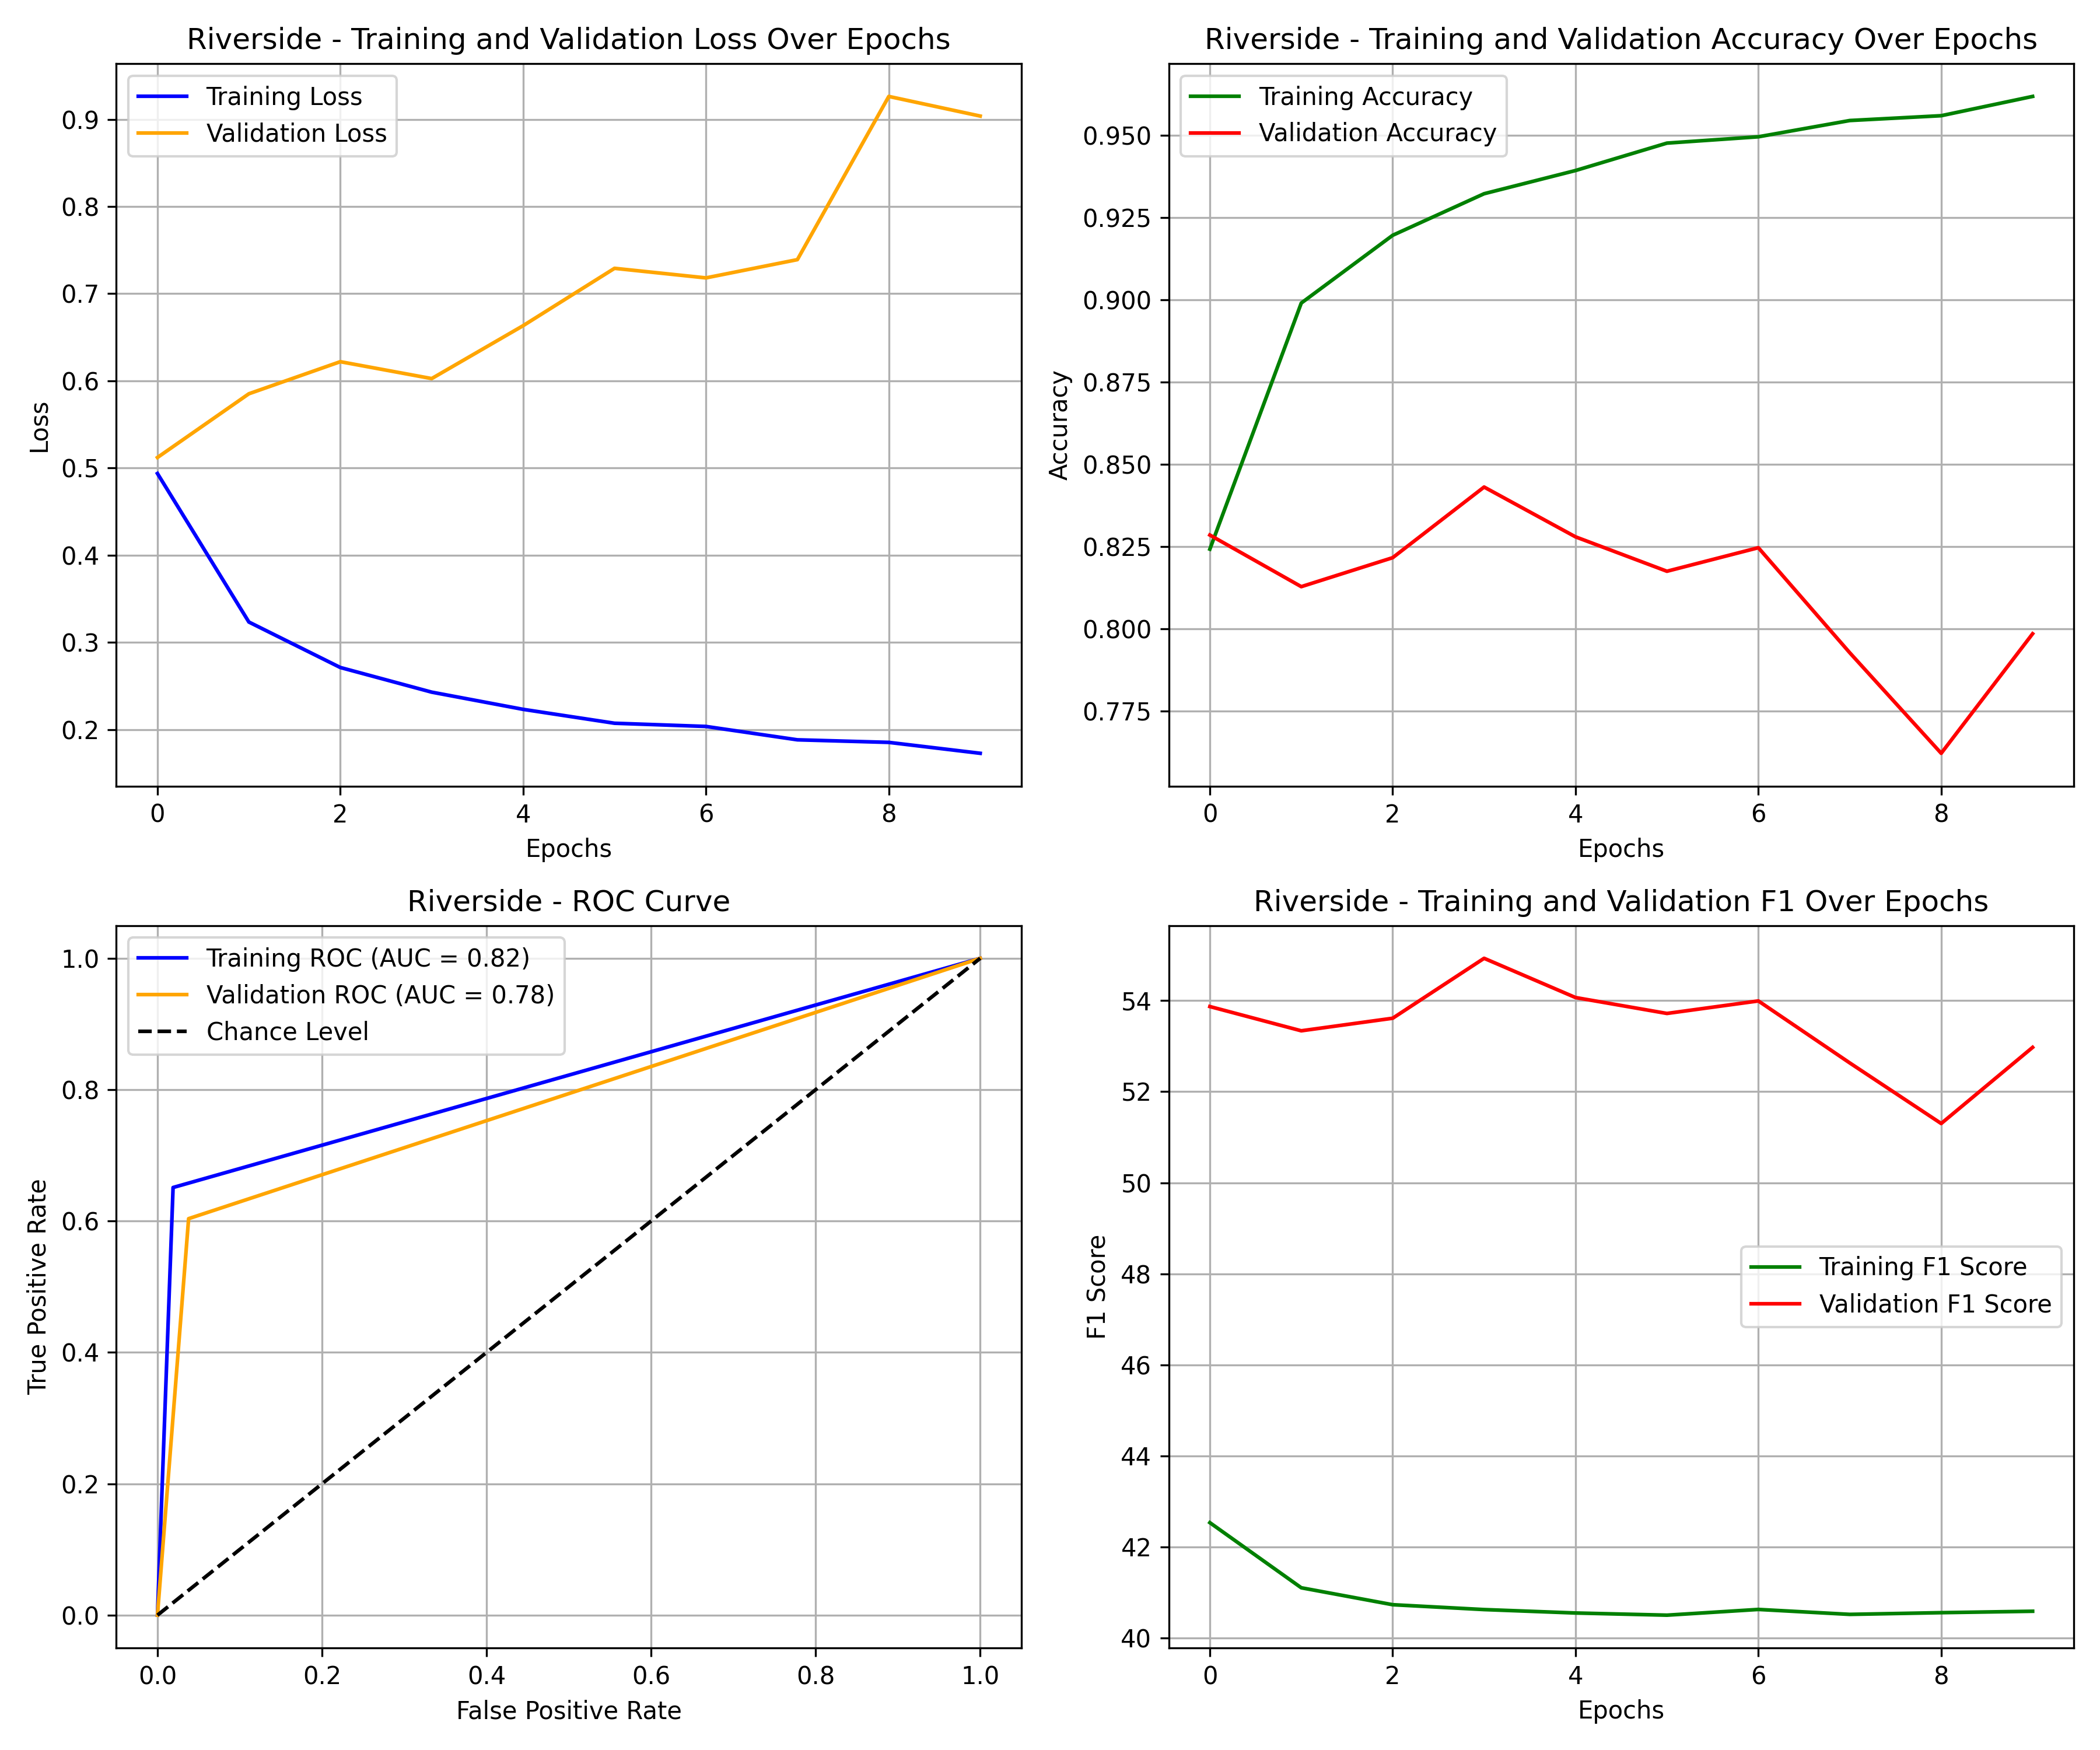 Riverside - Training and Validation Loss Over Epochs
Training Loss
Validation Loss
0.9
0.8
0.7
0.6
0.5
0.4
0.3
0.2
Loss
0 2 4 6 8
Epochs
Riverside - Training and Validation Accuracy Over Epochs
Training Accuracy
Validation Accuracy
0.950
0.925
0.900
0.875
0.850
0.825
0.800
0.775
Accuracy
0 2 4 6 8
Epochs
Riverside - ROC Curve
Training ROC (AUC = 0.82)
Validation ROC (AUC = 0.78)
Chance Level
1.0
0.8
0.6
0.4
0.2
0.0
True Positive Rate
0.0 0.2 0.4 0.6 0.8 1.0
False Positive Rate
Riverside - Training and Validation F1 Over Epochs
54
52
50
48
46
44
42
40
F1 Score
Training F1 Score
Validation F1 Score
0 2 4 6 8
Epochs